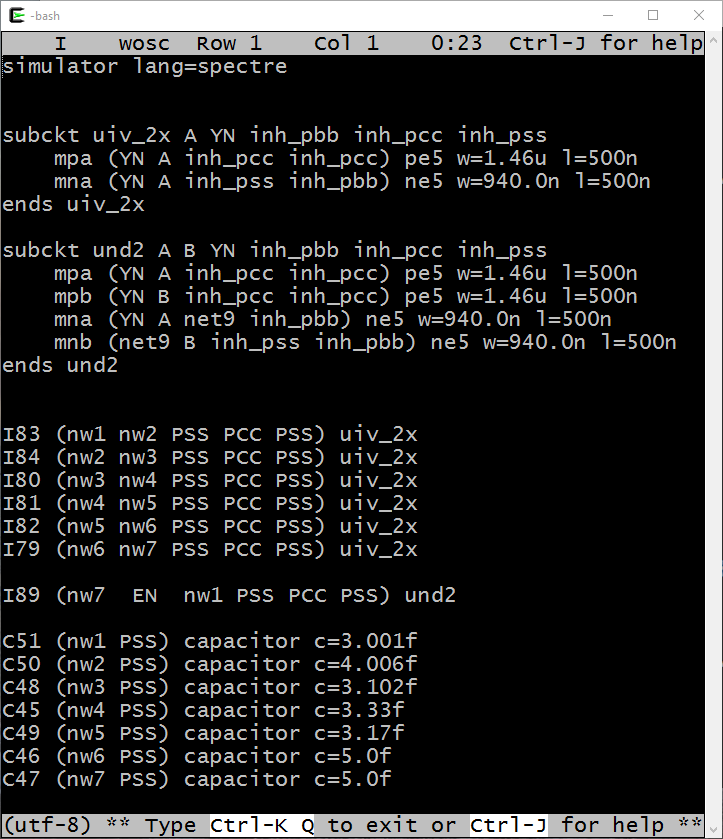 -bash
I wosc Row 1 Col 1 0:23 Ctrl-J for help
simulator lang=spectre
subckt uiv_2x A YN inh_pbb inh_pcc inh_pss
mpa (YN A inh_pcc inh_pcc) pe5 w=1.46u l=500n
mna (YN A inh_pss inh_pbb) ne5 w=940.0n l=500n
ends uiv_2x
subckt und2 A B YN inh_pbb inh_pcc inh_pss
mpa (YN A inh_pcc inh_pcc) pe5 w=1.46u l=500n
mpb (YN B inh_pcc inh_pcc) pe5 w=1.46u l=500n
mna (YN A net9 inh_pbb) ne5 w=940.0n l=500n
mnb (net9 B inh_pss inh_pbb) ne5 w=940.0n l=500n
ends und2
I83 (nw1 nw2 PSS PCC PSS) uiv_2x
I84 (nw2 nw3 PSS PCC PSS) uiv_2x
I80 (nw3 nw4 PSS PCC PSS) uiv_2x
I81 (nw4 nw5 PSS PCC PSS) uiv_2x
I82 (nw5 nw6 PSS PCC PSS) uiv_2x
I79 (nw6 nw7 PSS PCC PSS) uiv_2x
I89 (nw7 EN nw1 PSS PCC PSS) und2
C51 (nw1 PSS) capacitor c=3.001f
C50 (nw2 PSS) capacitor c=4.006f
C48 (nw3 PSS) capacitor c=3.102f
C45 (nw4 PSS) capacitor c=3.33f
C49 (nw5 PSS) capacitor c=3.17f
C46 (nw6 PSS) capacitor c=5.0f
C47 (nw7 PSS) capacitor c=5.0f
(utf-8) ** Type Ctrl-K Q to exit or Ctrl-J for help **